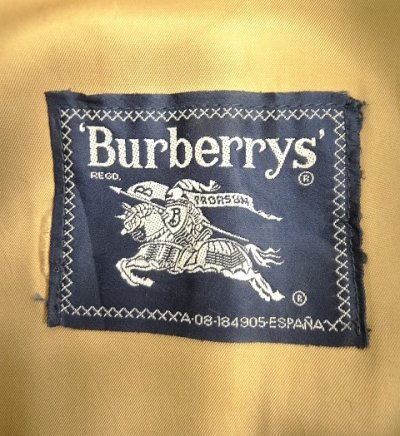 'Burberrys'
REGD. ®
B PRORSUM
B
®
A-08-184905-ESPAÑA